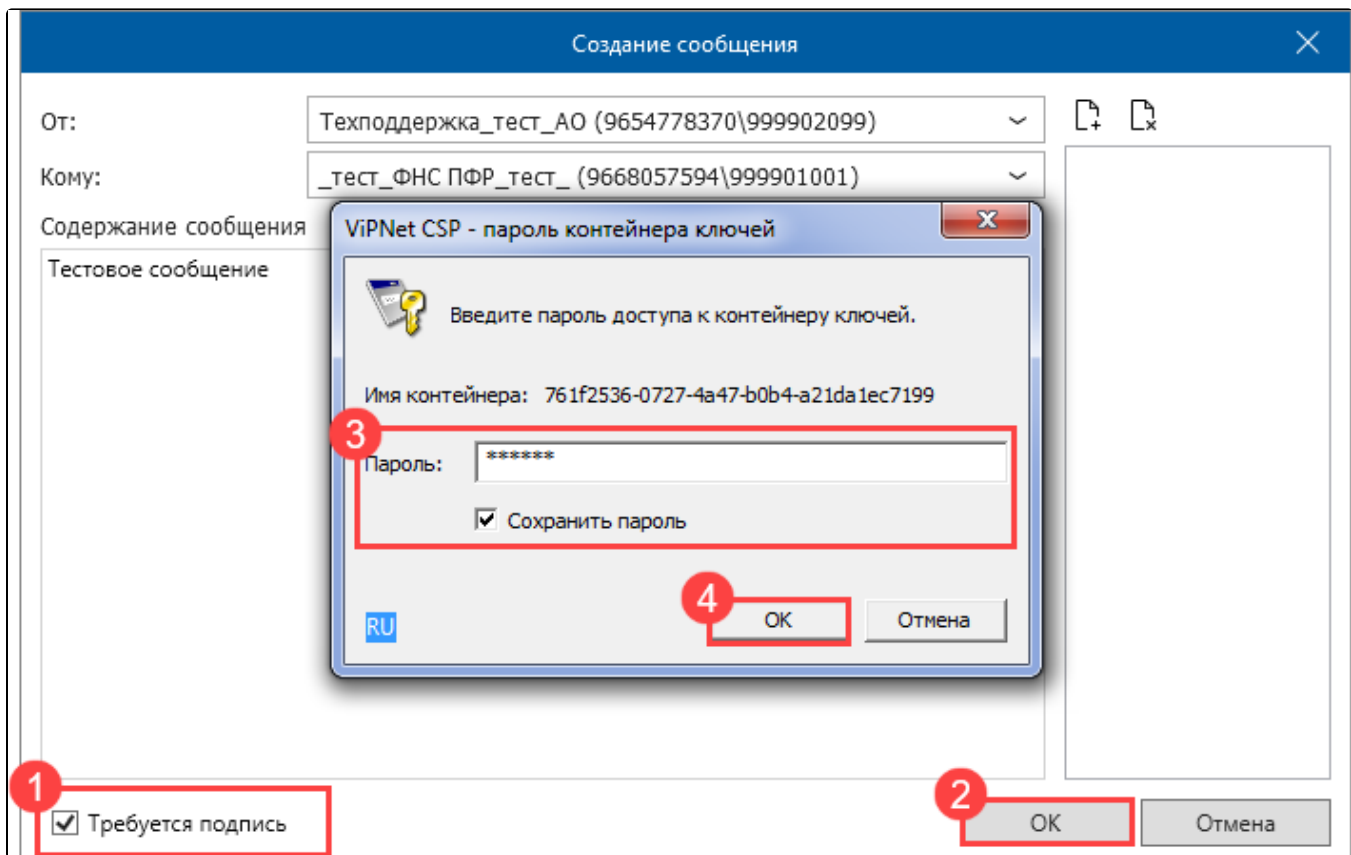 Создание сообщения
От:
Техподдержка_тест_АО (9654778370\999902099)
Кому:
_тест_ФНС ПФР_тест_ (9668057594\999901001)
Содержание сообщения
Тестовое сообщение
ViPNet CSP - пароль контейнера ключей
Введите пароль доступа к контейнеру ключей.
Имя контейнера: 761f2536-0727-4a47-b0b4-a21da1ec7199
3
Пароль: ******
Сохранить пароль
4
RU
OK
Отмена
1
Требуется подпись
2
ОК
Отмена